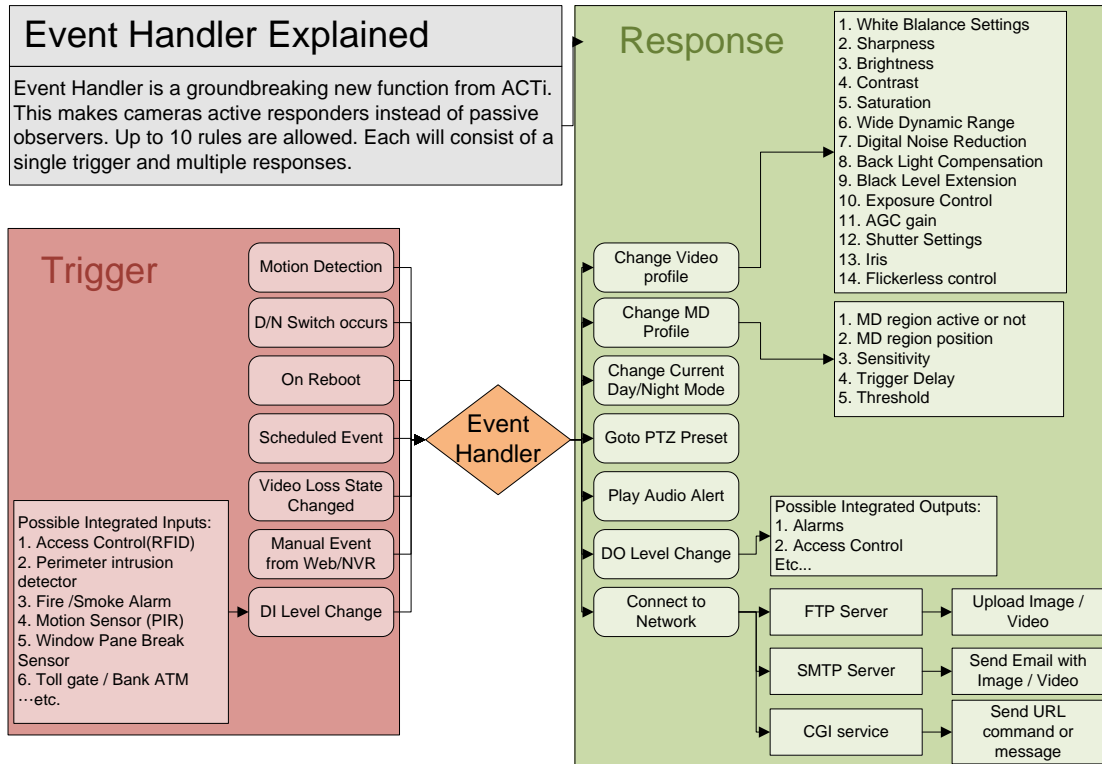 Event Handler Explained
Event Handler is a groundbreaking new function from ACTi.
This makes cameras active responders instead of passive
observers. Up to 10 rules are allowed. Each will consist of a
single trigger and multiple responses.
Trigger
Motion Detection
D/N Switch occurs
On Reboot
Scheduled Event
Video Loss State
Changed
Manual Event
from Web/NVR
DI Level Change
Possible Integrated Inputs:
1. Access Control(RFID)
2. Perimeter intrusion
detector
3. Fire /Smoke Alarm
4. Motion Sensor (PIR)
5. Window Pane Break
Sensor
6. Toll gate / Bank ATM
⋯etc.
Event
Handler
Response
Change Video
profile
Change MD
Profile
Change Current
Day/Night Mode
Goto PTZ Preset
Play Audio Alert
DO Level Change
Connect to
Network
1. White Blalance Settings
2. Sharpness
3. Brightness
4. Contrast
5. Saturation
6. Wide Dynamic Range
7. Digital Noise Reduction
8. Back Light Compensation
9. Black Level Extension
10. Exposure Control
11. AGC gain
12. Shutter Settings
13. Iris
14. Flickerless control
1. MD region active or not
2. MD region position
3. Sensitivity
4. Trigger Delay
5. Threshold
Possible Integrated Outputs:
1. Alarms
2. Access Control
Etc...
FTP Server
Upload Image /
Video
SMTP Server
Send Email with
Image / Video
CGI service
Send URL
command or
message